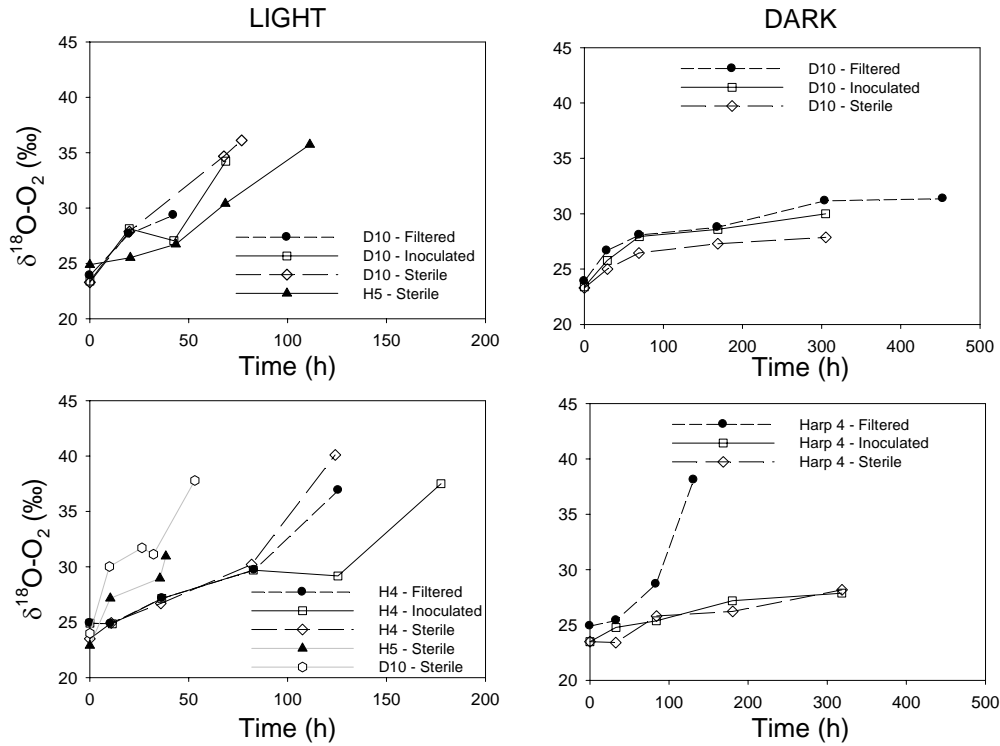 LIGHT
DARK
45
40
35
30
25
20
δ18O-O2 (‰)
0 50 100 150 200
Time (h)
D10 - Filtered
D10 - Inoculated
D10 - Sterile
H5 - Sterile
45
40
35
30
25
20
0 100 200 300 400 500
Time (h)
D10 - Filtered
D10 - Inoculated
D10 - Sterile
45
40
35
30
25
20
δ18O-O2 (‰)
0 50 100 150 200
Time (h)
H4 - Filtered
H4 - Inoculated
H4 - Sterile
H5 - Sterile
D10 - Sterile
45
40
35
30
25
20
0 100 200 300 400 500
Time (h)
Harp 4 - Filtered
Harp 4 - Inoculated
Harp 4 - Sterile